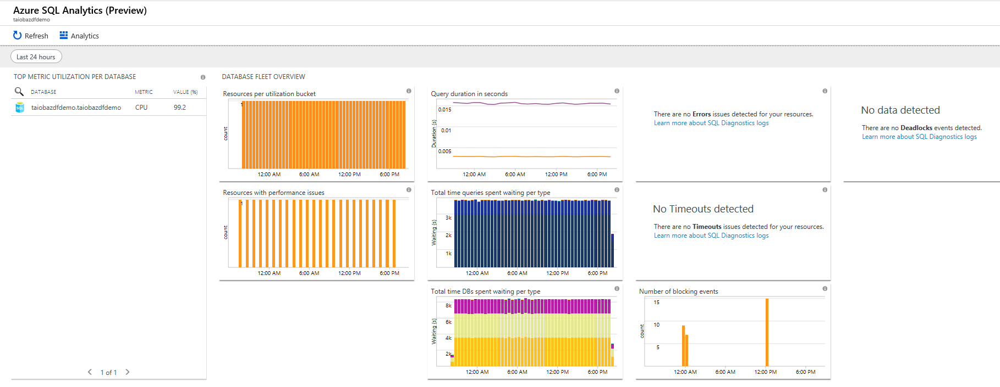 Azure SQL Analytics (Preview)
taiobazdfdemo
Refresh
Analytics
Last 24 hours
TOP METRIC UTILIZATION PER DATABASE
DATABASE METRIC VALUE (%)
SQL taiobazdfdemo.taiobazdfdemo CPU 99.2
1 of 1
DATABASE FLEET OVERVIEW
Resources per utilization bucket
1
count
12:00 AM 6:00 AM 12:00 PM 6:00 PM
Query duration in seconds
0.015
0.01
0.005
Duration (s)
12:00 AM 6:00 AM 12:00 PM 6:00 PM
There are no Errors issues detected for your resources.
Learn more about SQL Diagnostics logs
No data detected
There are no Deadlocks events detected.
Learn more about SQL Diagnostics logs
Resources with performance issues
1
count
12:00 AM 6:00 AM 12:00 PM 6:00 PM
Total time queries spent waiting per type
3k
2k
1k
Waiting (s)
12:00 AM 6:00 AM 12:00 PM 6:00 PM
No Timeouts detected
There are no Timeouts issues detected for your resources.
Learn more about SQL Diagnostics logs
Total time DBs spent waiting per type
8k
6k
4k
2k
Waiting (s)
12:00 AM 6:00 AM 12:00 PM 6:00 PM
Number of blocking events
15
10
5
count
12:00 AM 6:00 AM 12:00 PM 6:00 PM